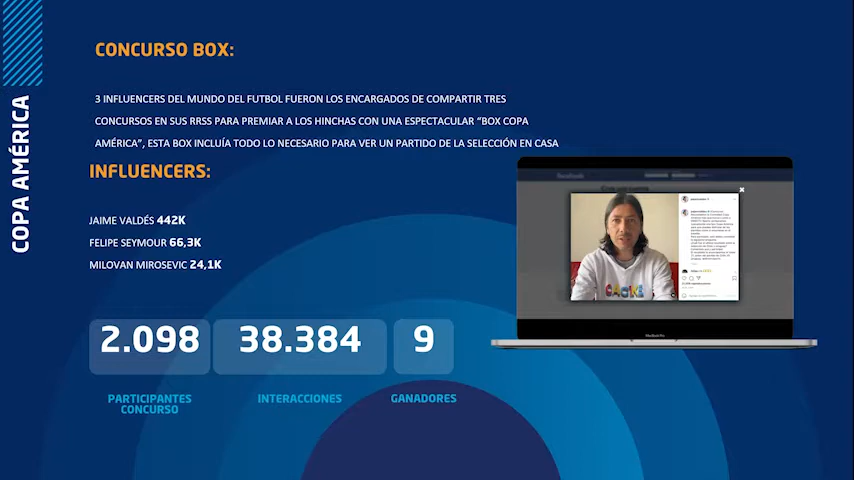 COPA AMÉRICA
CONCURSO BOX:
3 INFLUENCERS DEL MUNDO DEL FUTBOL FUERON LOS ENCARGADOS DE COMPARTIR TRES
CONCURSOS EN SUS RRSS PARA PREMIAR A LOS HINCHAS CON UNA ESPECTACULAR “BOX COPA
AMÉRICA”, ESTA BOX INCLUÍA TODO LO NECESARIO PARA VER UN PARTIDO DE LA SELECCIÓN EN CASA
INFLUENCERS:
JAIME VALDÉS 442K
FELIPE SEYMOUR 66,3K
MILOVAN MIROSEVIC 24,1K
2.098
38.384
9
PARTICIPANTES
CONCURSO
INTERACCIONES
GANADORES
MacBook Pro